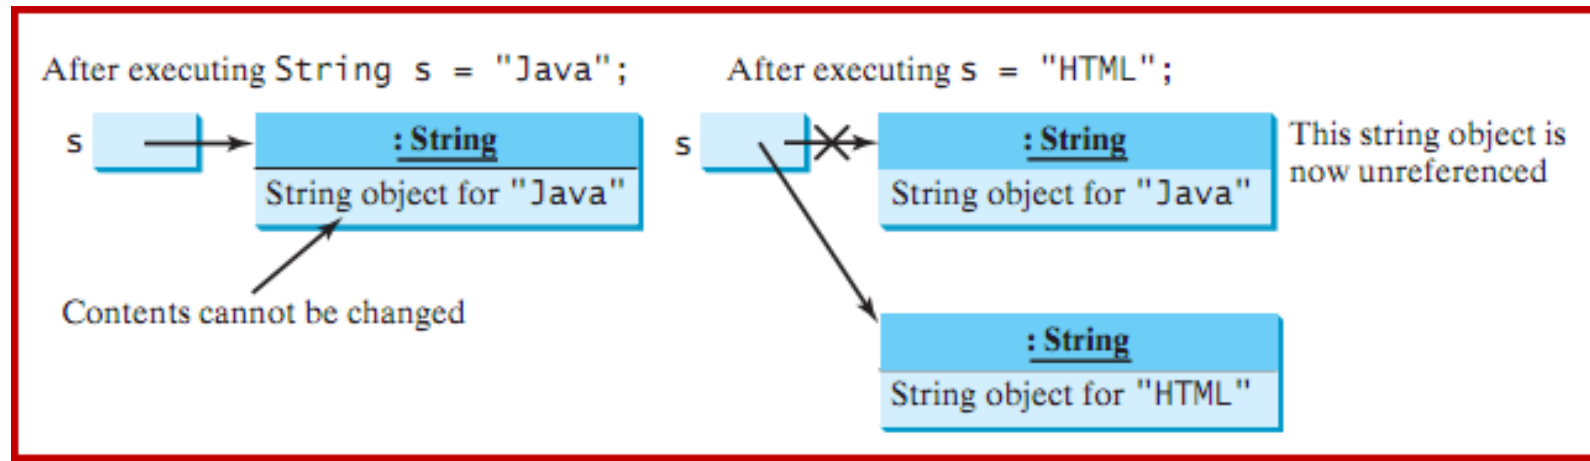 After executing String s = "Java";
s
: String
String object for "Java"
Contents cannot be changed
After executing s = "HTML";
s
: String
String object for "Java"
This string object is
now unreferenced
: String
String object for "HTML"